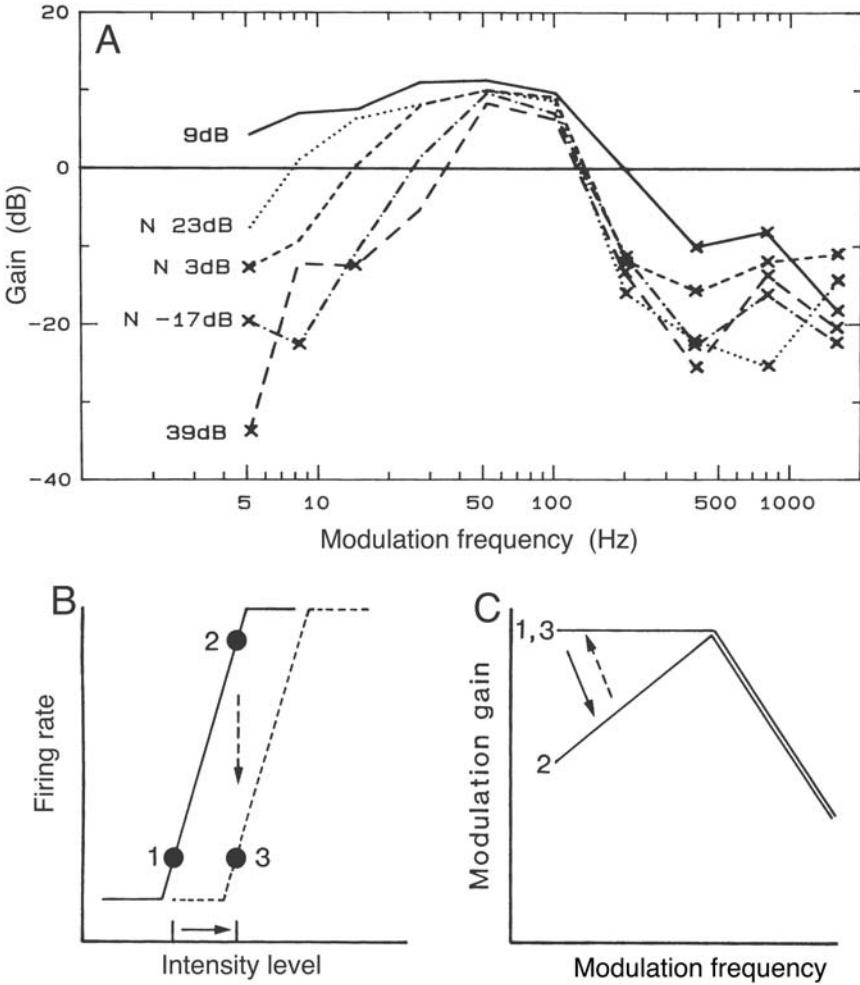 A
20
0
-20
-40
Gain (dB)
9dB
N 23dB
N 3dB
N -17dB
39dB
5 10 50 100 500 1000
Modulation frequency (Hz)
B
Firing rate
2
1
3
Intensity level
C
Modulation gain
1,3
2
Modulation frequency